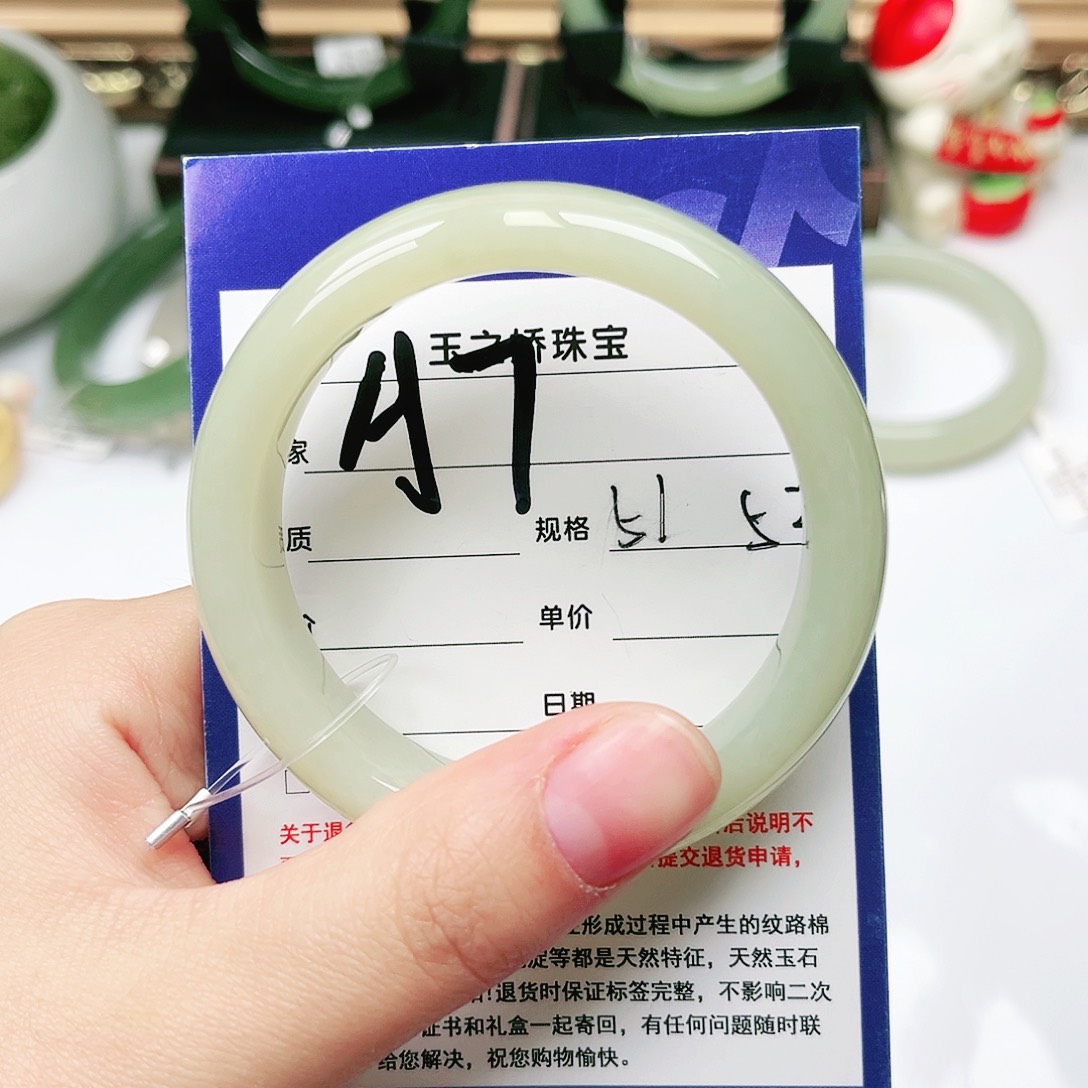 玉之娇珠宝
A7
家
质 规格 51 5
单价
日期
关于退 后说明不
提交退货申请，
形成过程中产生的纹路棉
淀等都是天然特征，天然玉石
!退货时保证标签完整，不影响二次
证书和礼盒一起寄回，有任何问题随时联
给您解决，祝您购物愉快。